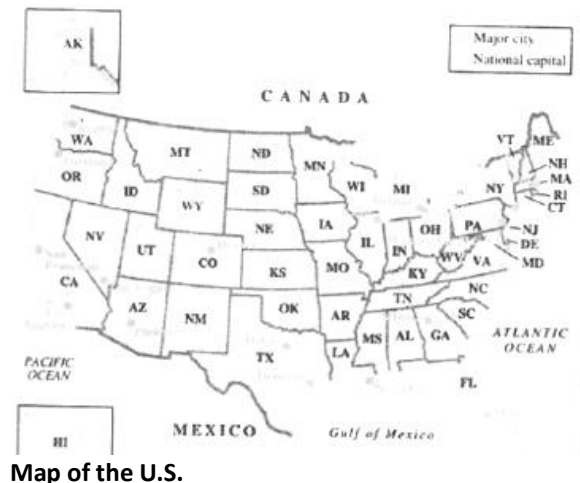 AK
Major city
National capital
CANADA
WA
MT
ND
MN
VT
ME
OR
ID
SD
WI
MI
NY
NH
MA
RI
CT
WY
IA
PA
NJ
NV
UT
NE
IL
IN
OH
DE
CO
KS
MO
WV
VA
MD
KY
CA
AZ
NM
OK
AR
TN
NC
SC
TX
MS
AL
GA
LA
ATLANTIC
OCEAN
PACIFIC
OCEAN
FL
HI
MEXICO
Gulf of Mexico
Map of the U.S.